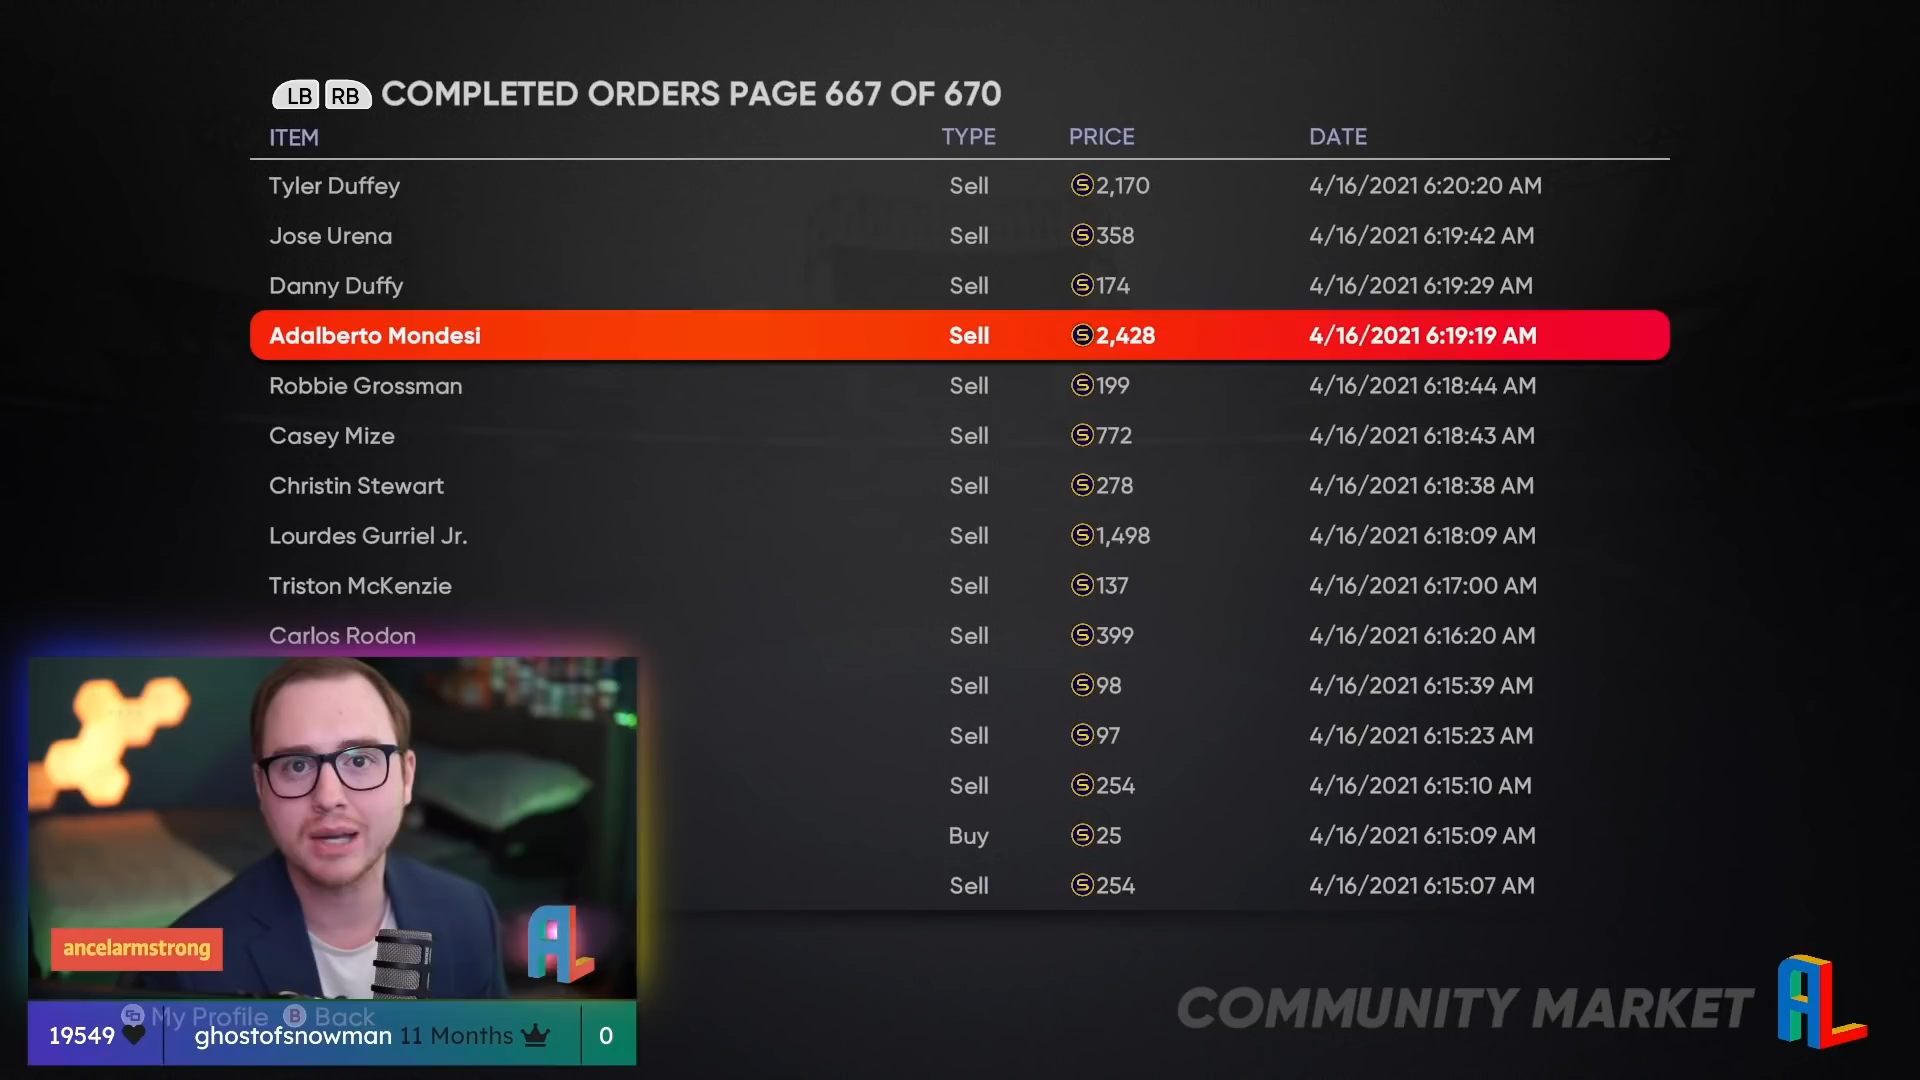 LB RB COMPLETED ORDERS PAGE 667 OF 670
ITEM TYPE PRICE DATE
Tyler Duffey Sell 2,170 4/16/2021 6:20:20 AM
Jose Urena Sell 358 4/16/2021 6:19:42 AM
Danny Duffy Sell 174 4/16/2021 6:19:29 AM
Adalberto Mondesi Sell 2,428 4/16/2021 6:19:19 AM
Robbie Grossman Sell 199 4/16/2021 6:18:44 AM
Casey Mize Sell 772 4/16/2021 6:18:43 AM
Christin Stewart Sell 278 4/16/2021 6:18:38 AM
Lourdes Gurriel Jr. Sell 1,498 4/16/2021 6:18:09 AM
Triston McKenzie Sell 137 4/16/2021 6:17:00 AM
Carlos Rodon Sell 399 4/16/2021 6:16:20 AM
Sell 98 4/16/2021 6:15:39 AM
Sell 97 4/16/2021 6:15:23 AM
Sell 254 4/16/2021 6:15:10 AM
Buy 25 4/16/2021 6:15:09 AM
Sell 254 4/16/2021 6:15:07 AM
ancelarmstrong
AL
My Profile B Back
19549 ghostofsnowman 11 Months 0
COMMUNITY MARKET AL